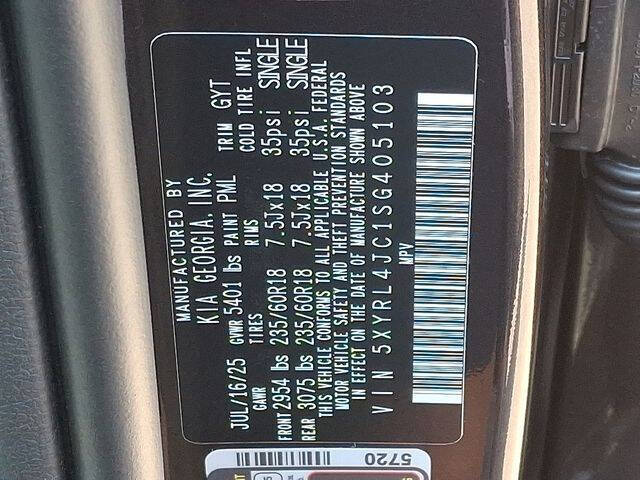 MANUFACTURED BY
KIA GEORGIA, INC.
JUL/16/25 GVWR 5401 lbs PAINT PML TRIM GYT
GAWR TIRES RIMS COLD TIRE INFL
FRONT 2954 lbs 235/60R18 7.5Jx18 35psi SINGLE
REAR 3075 lbs 235/60R18 7.5Jx18 35psi SINGLE
THIS VEHICLE CONFORMS TO ALL APPLICABLE U.S.A. FEDERAL
MOTOR VEHICLE SAFETY AND THEFT PREVENTION STANDARDS
IN EFFECT ON THE DATE OF MANUFACTURE SHOWN ABOVE
VIN 5XYRL4JC1SG405103
MPV
5720